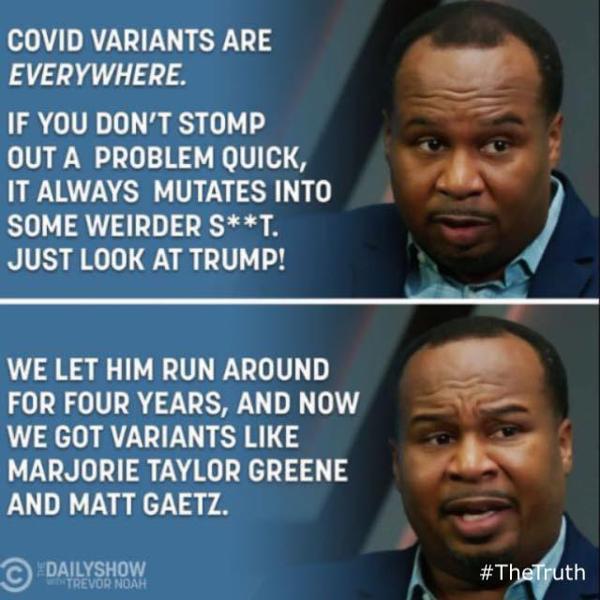 COVID VARIANTS ARE
EVERYWHERE.
IF YOU DON'T STOMP
OUT A PROBLEM QUICK,
IT ALWAYS MUTATES INTO
SOME WEIRDER S**T.
JUST LOOK AT TRUMP!
WE LET HIM RUN AROUND
FOR FOUR YEARS, AND NOW
WE GOT VARIANTS LIKE
MARJORIE TAYLOR GREENE
AND MATT GAETZ.
THE DAILYSHOW
WITH TREVOR NOAH
#TheTruth